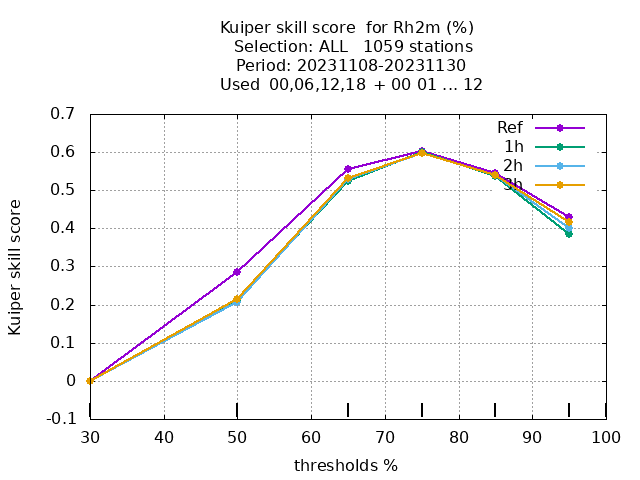 Kuiper skill score  for Rh2m (%)
Selection: ALL   1059 stations
Period: 20231108-20231130
Used  00,06,12,18  + 00 01 ... 12
0.7
0.6
0.5
0.4
0.3
0.2
0.1
0
-0.1
Kuiper skill score
Ref
1h
2h
3h
30 40 50 60 70 80 90 100
thresholds %